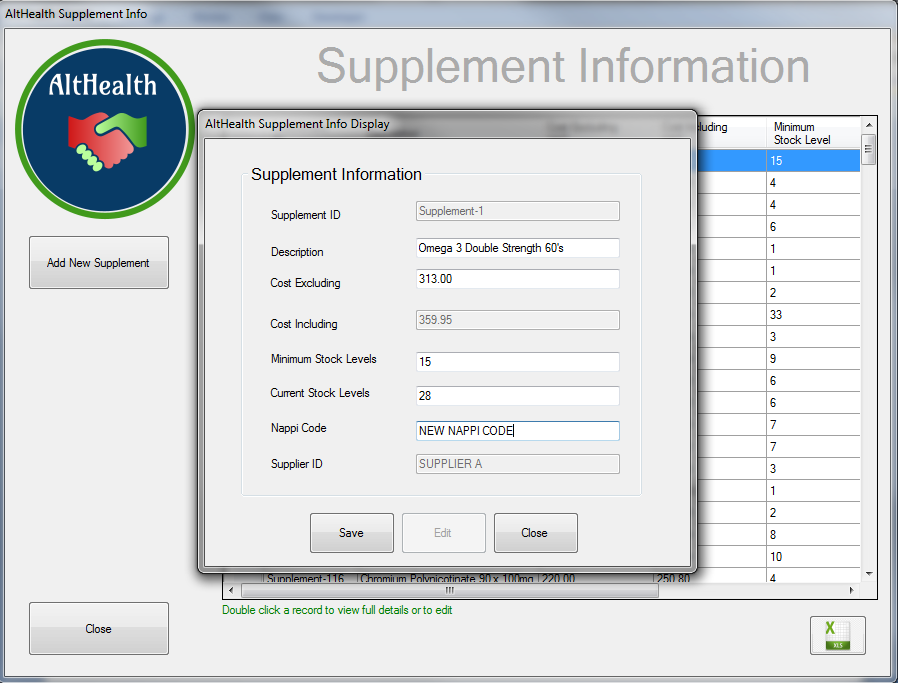 AltHealth Supplement Info
AltHealth
Supplement Information
Add New Supplement
Close
AltHealth Supplement Info Display
Supplement Information
Supplement ID
Supplement-1
Description
Omega 3 Double Strength 60's
Cost Excluding
313.00
Cost Including
359.95
Minimum Stock Levels
15
Current Stock Levels
28
Nappi Code
NEW NAPPI CODE
Supplier ID
SUPPLIER A
Save
Edit
Close
Minimum
Stock Level
15
4
4
6
1
1
2
33
3
9
6
6
7
7
3
1
2
8
10
Supplement-116 Chromium Polynicotinate 90 x 100mg 220.00 250.80 4
Double click a record to view full details or to edit
XLS